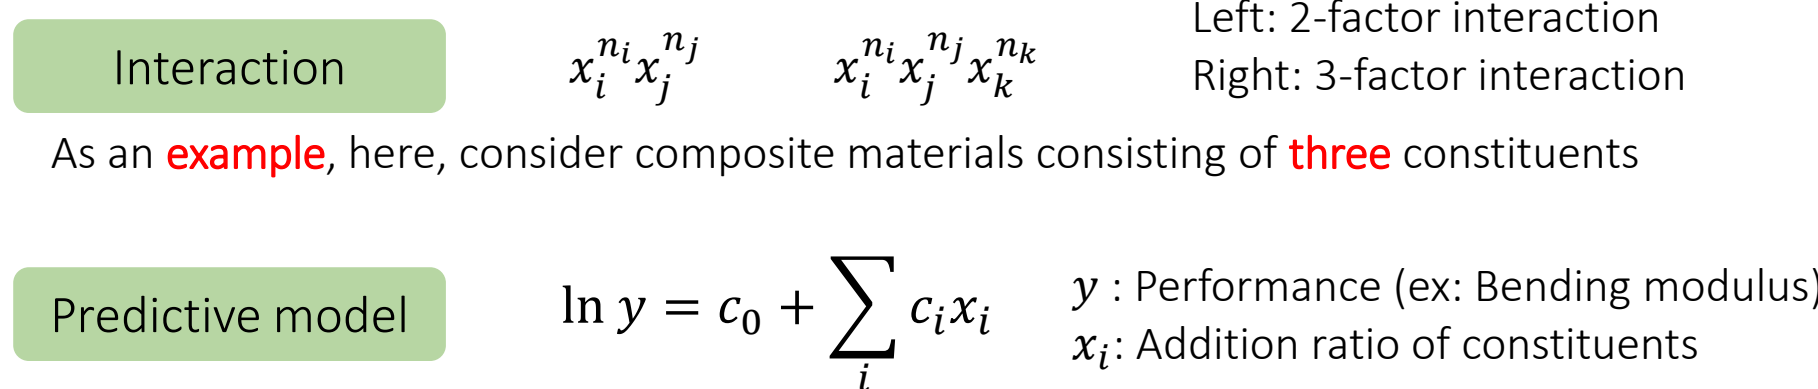 Left: 2-factor interaction
Interaction
x_i^{n_i} x_j^{n_j}
x_i^{n_i} x_j^{n_j} x_k^{n_k}
Right: 3-factor interaction
As an example, here, consider composite materials consisting of three constituents
Predictive model
ln y = c_0 + ∑_i c_i x_i
y : Performance (ex: Bending modulus)
x_i: Addition ratio of constituents